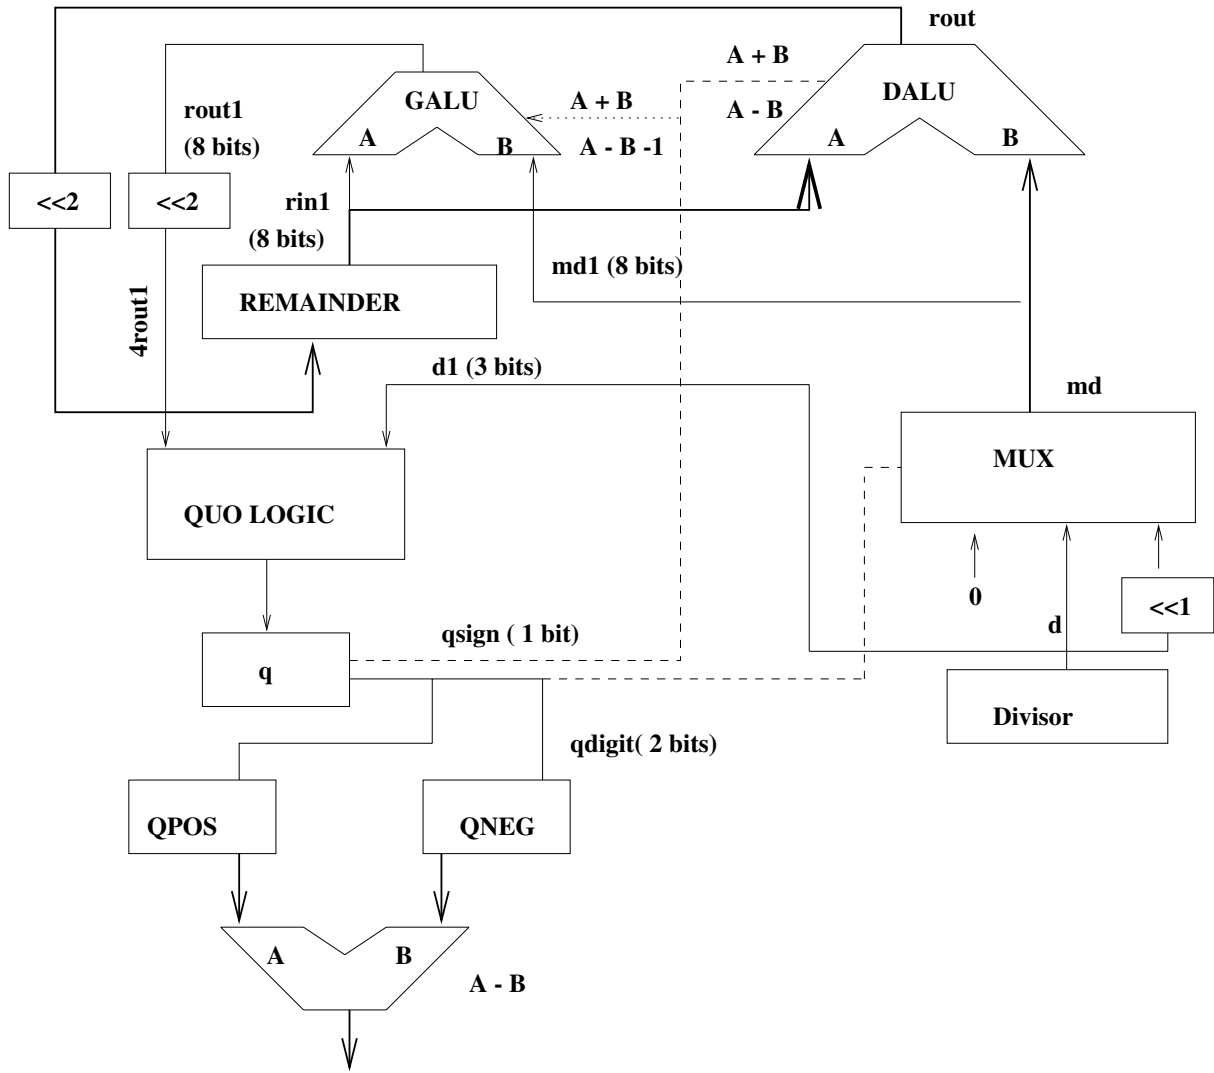 rout
A + B
DALU
GALU
A + B
A - B
rout1
(8 bits)
A
B
A - B -1
A
B
<<2
<<2
rin1
(8 bits)
md1 (8 bits)
REMAINDER
4rout1
d1 (3 bits)
md
MUX
QUO LOGIC
0
<<1
d
qsign ( 1 bit)
q
Divisor
qdigit( 2 bits)
QPOS
QNEG
A
B
A - B